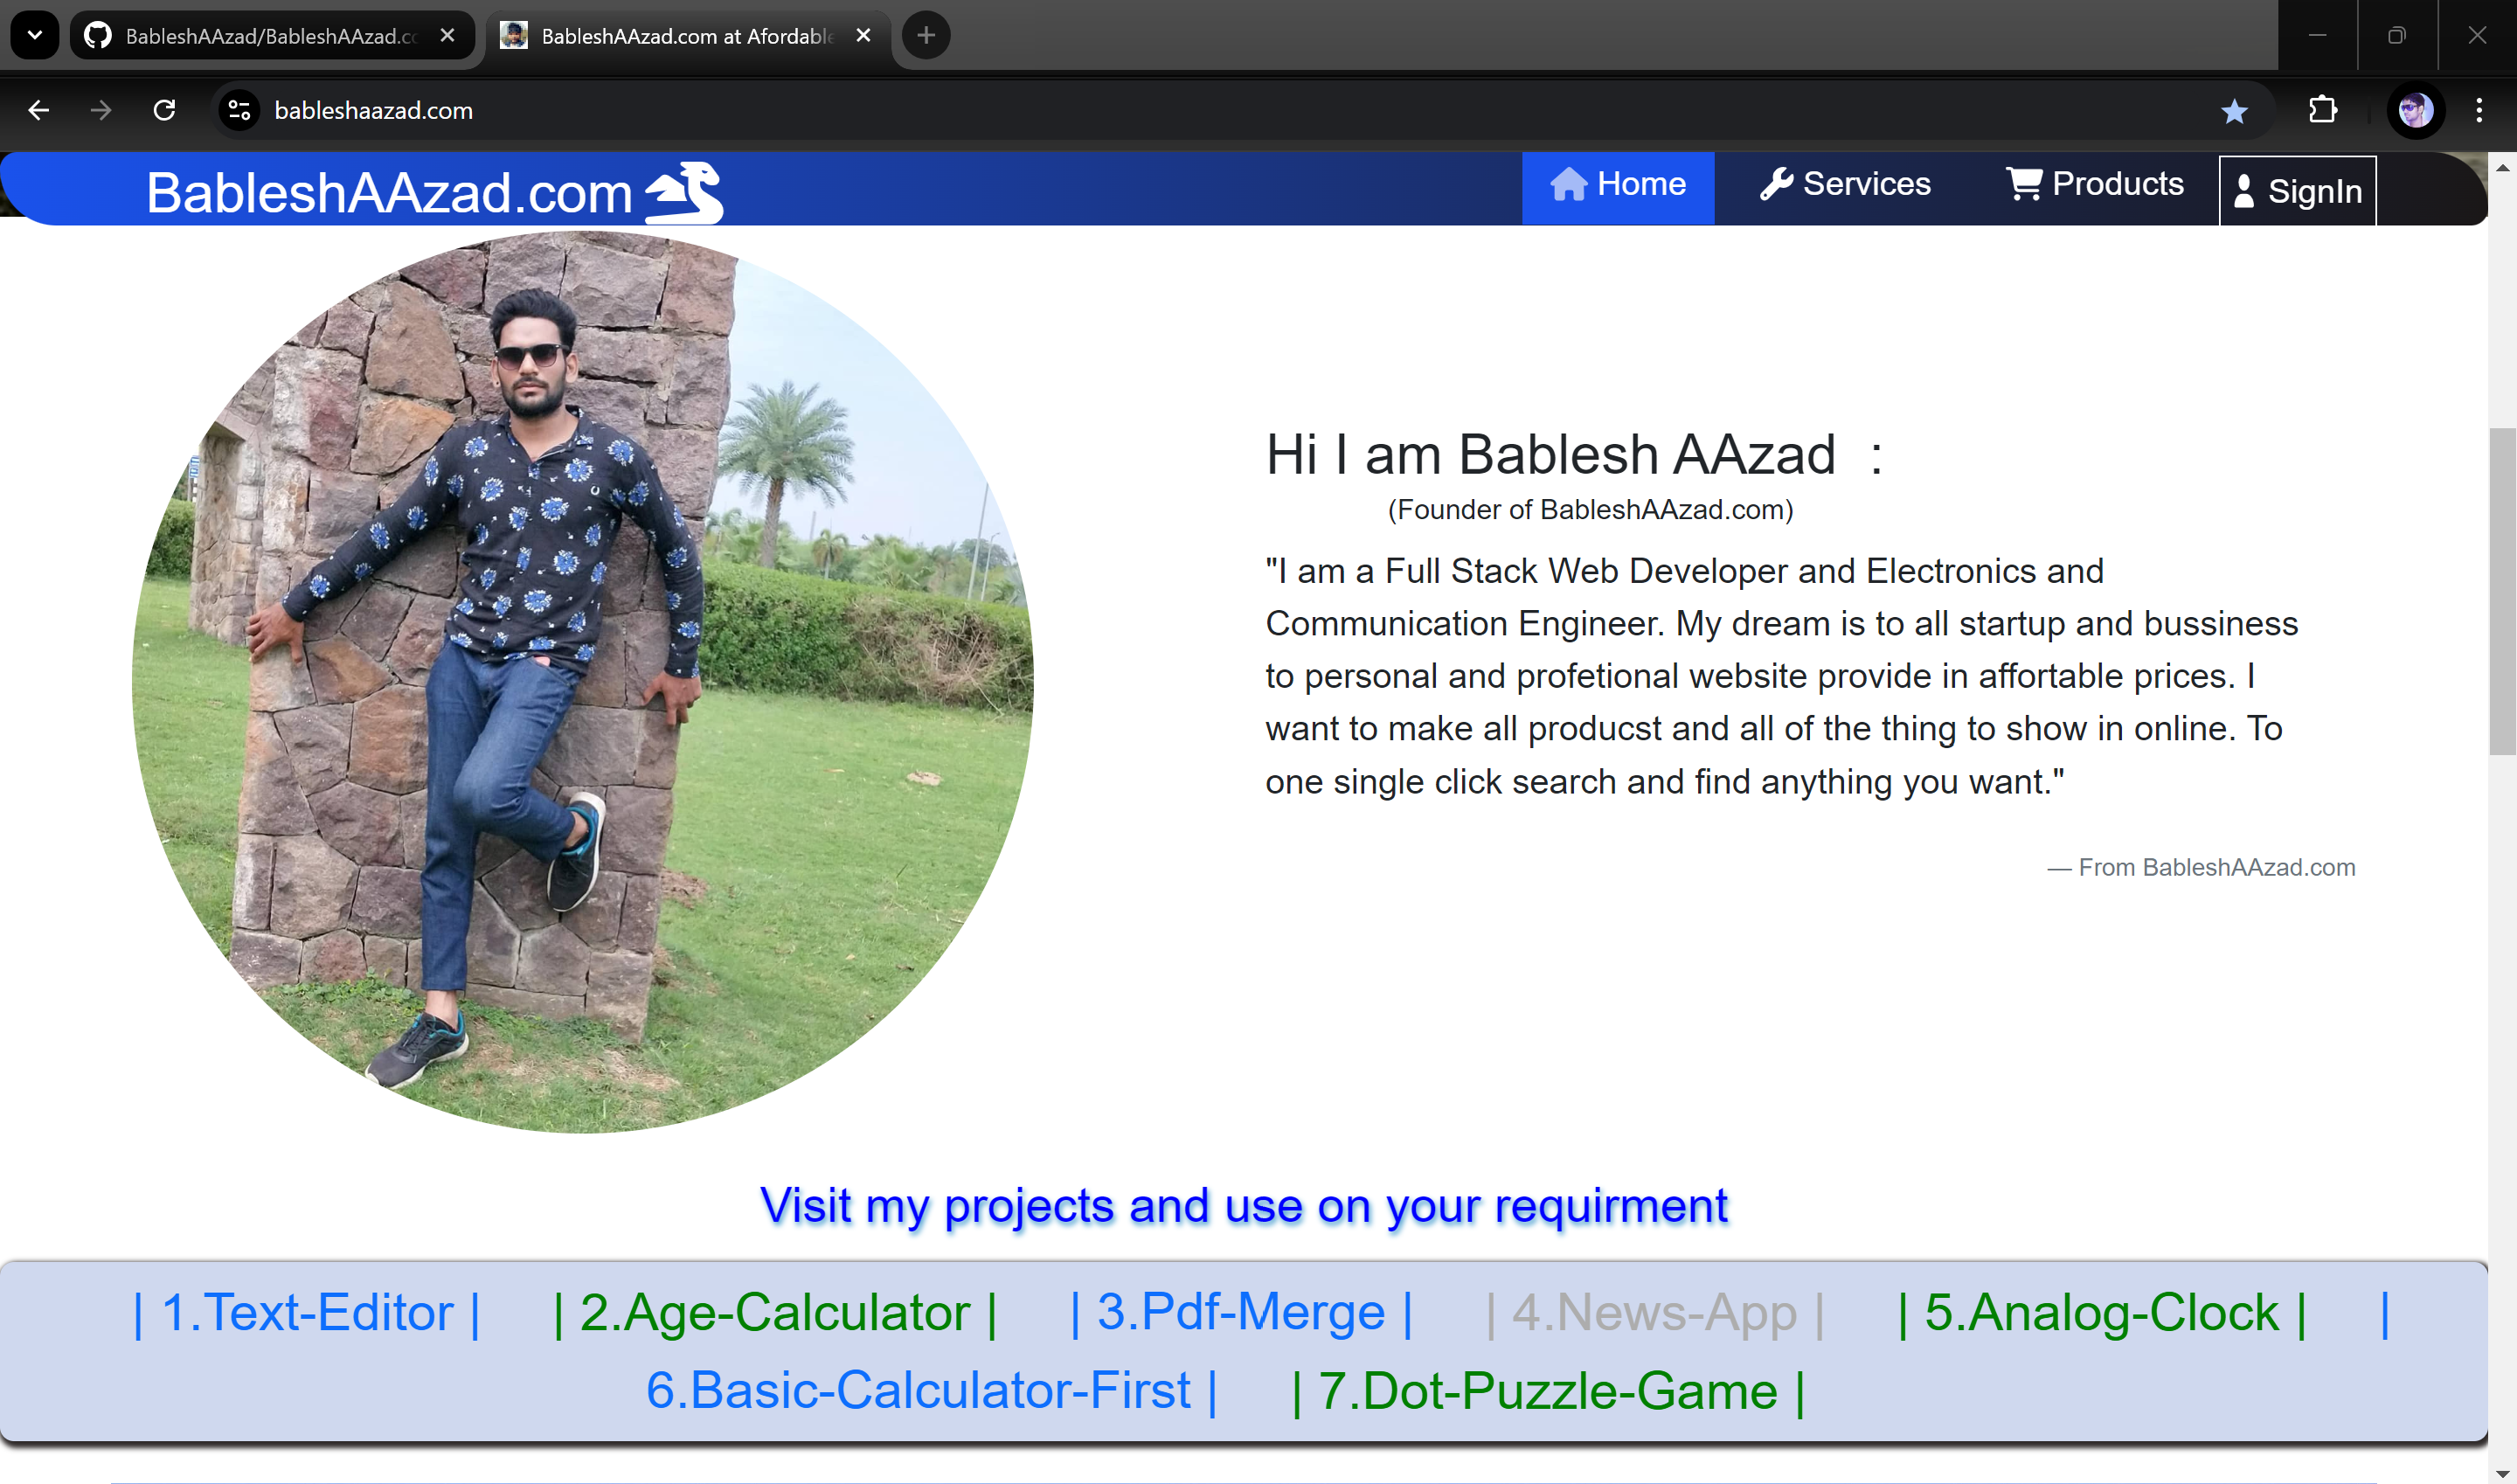 BableshAAzad/BableshAAzad.co
BableshAAzad.com at Afordable
bableshaazad.com
BableshAAzad.com
Home
Services
Products
SignIn
Hi I am Bablesh AAzad :
(Founder of BableshAAzad.com)
"I am a Full Stack Web Developer and Electronics and
Communication Engineer. My dream is to all startup and bussiness
to personal and profetional website provide in affortable prices. I
want to make all producst and all of the thing to show in online. To
one single click search and find anything you want."
— From BableshAAzad.com
Visit my projects and use on your requirment
| 1.Text-Editor | | 2.Age-Calculator | | 3.Pdf-Merge | | 4.News-App | | 5.Analog-Clock | |
6.Basic-Calculator-First | | 7.Dot-Puzzle-Game |